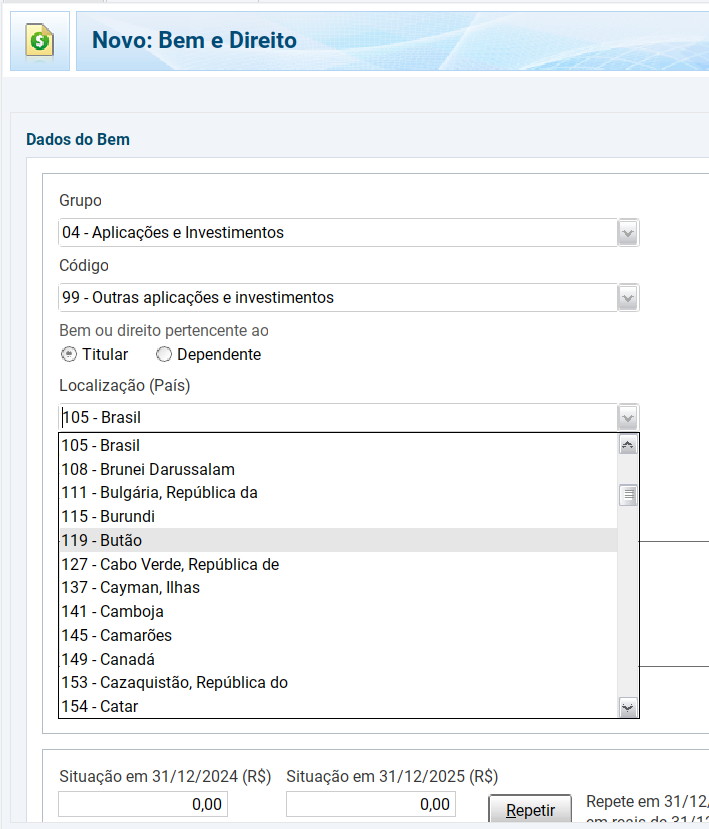 Novo: Bem e Direito
Dados do Bem
Grupo
04 - Aplicações e Investimentos
Código
99 - Outras aplicações e investimentos
Bem ou direito pertencente ao
Titular Dependente
Localização (País)
105 - Brasil
105 - Brasil
108 - Brunei Darussalam
111 - Bulgária, República da
115 - Burundi
119 - Butão
127 - Cabo Verde, República de
137 - Cayman, Ilhas
141 - Camboja
145 - Camarões
149 - Canadá
153 - Cazaquistão, República do
154 - Catar
Situação em 31/12/2024 (R$) Situação em 31/12/2025 (R$)
0,00 0,00 Repetir Repete em 31/12/
em reais de 31/12